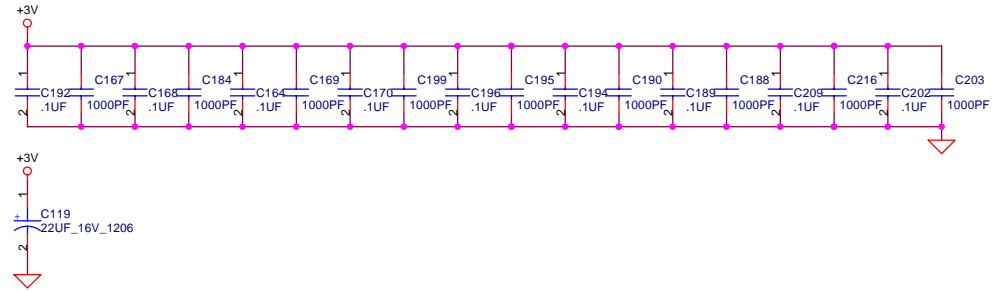 +3V
1 1 1 1 1 1 1 1 1
C167 C184 C169 C199 C195 C190 C188 C216 C203
C192 C168 C164 C170 C196 C194 C189 C209 C202
1000PF 1000PF 1000PF 1000PF 1000PF 1000PF 1000PF 1000PF 1000PF
.1UF .1UF .1UF .1UF .1UF .1UF .1UF .1UF .1UF
2 2 2 2 2 2 2 2 2
+3V
1
+
C119
22UF_16V_1206
2